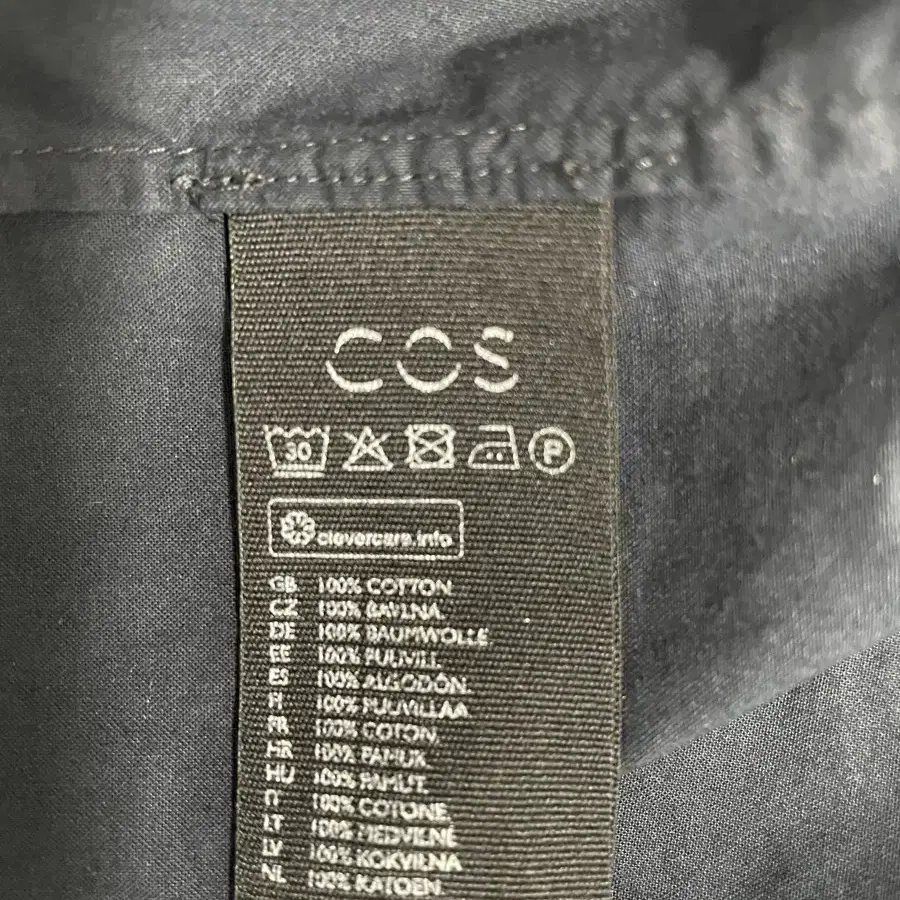 COS
30 P
clevercare.info
GB 100% COTTON
CZ 100% BAVLNA.
DE 100% BAUMWOLLE.
EE 100% PUUVILL
ES 100% ALGODÓN.
FI 100% PUUVILLAA
FR 100% COTON.
HR 100% PAMUK
HU 100% PAMUT.
IT 100% COTONE.
LT 100% MEDVILNĖ
LV 100% KOKVILNA
NL 100% KATOEN.